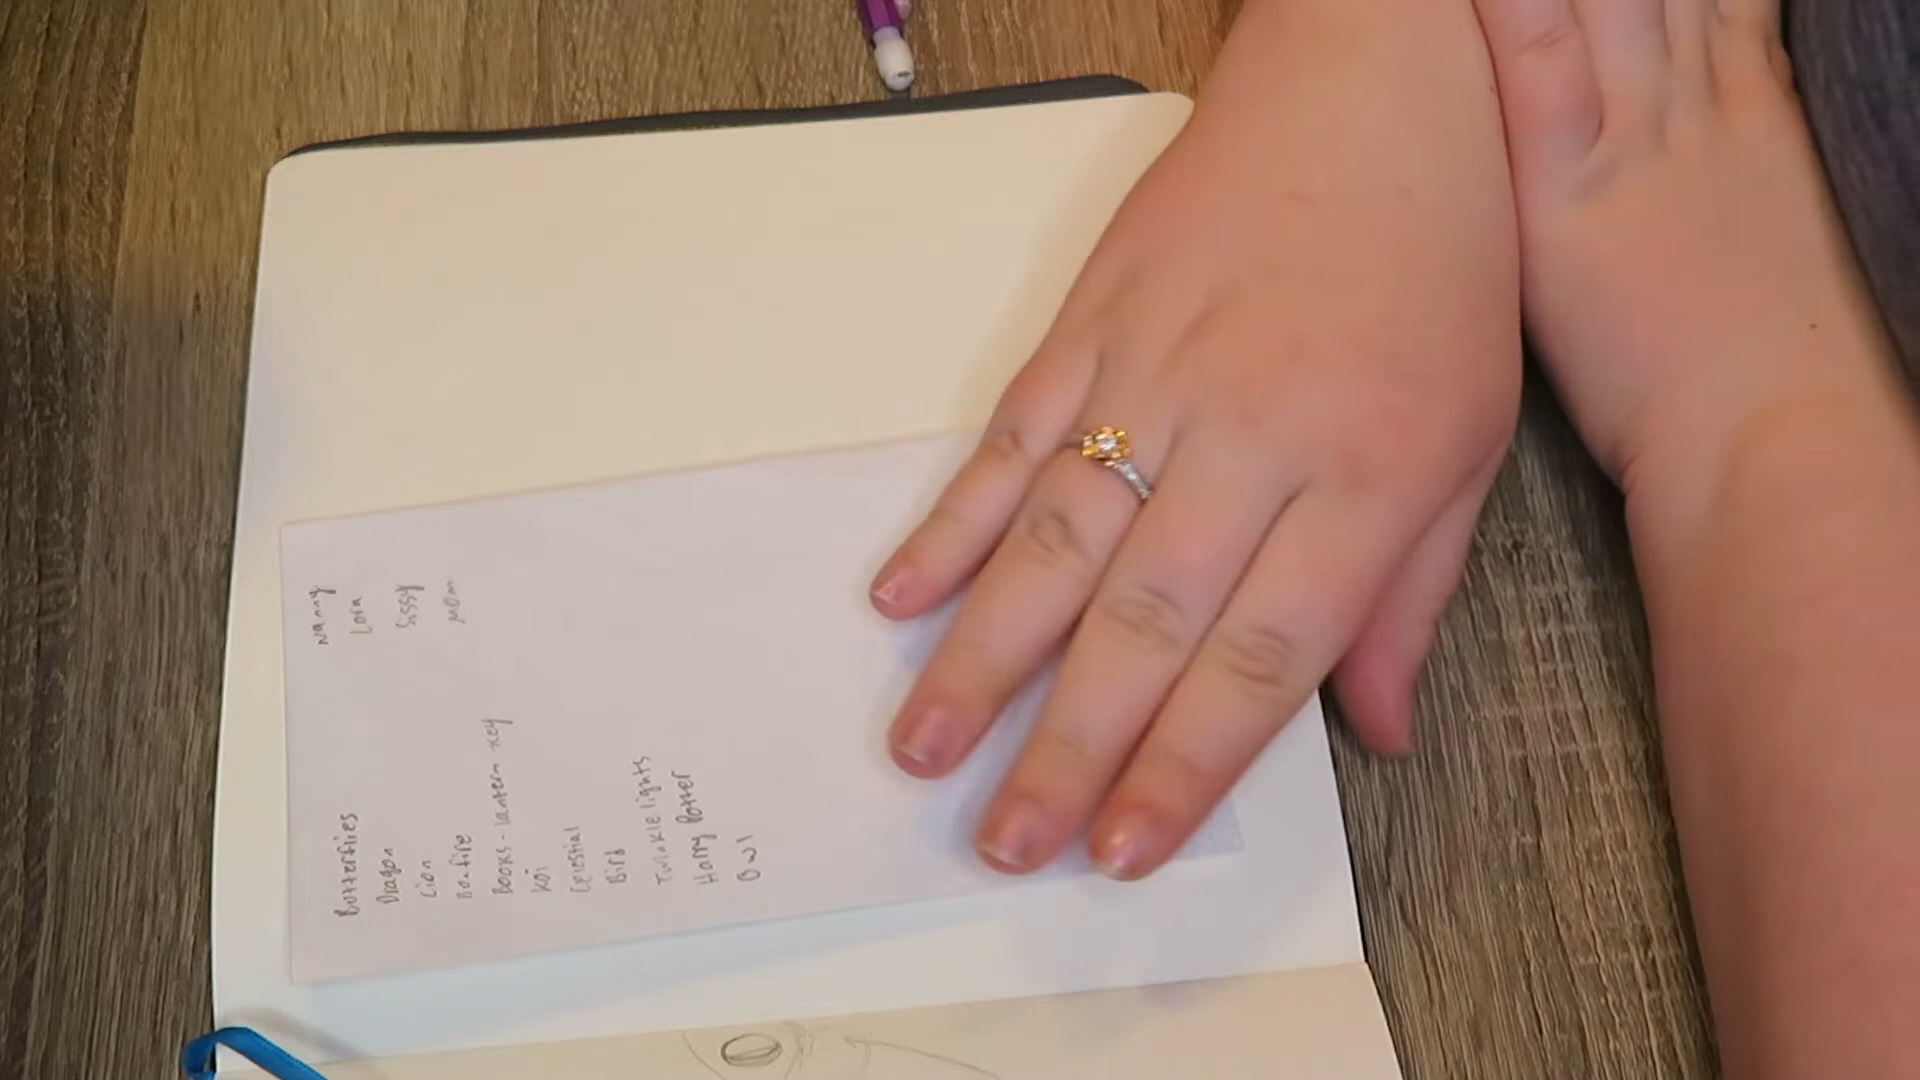 Butterflies
Dragon
Lion
Bonfire
Books - lantern - key
Koi
Celestial
Bird
Twinkle lights
Harry Potter
Owl
Nanny
Lora
Sissy
Mom